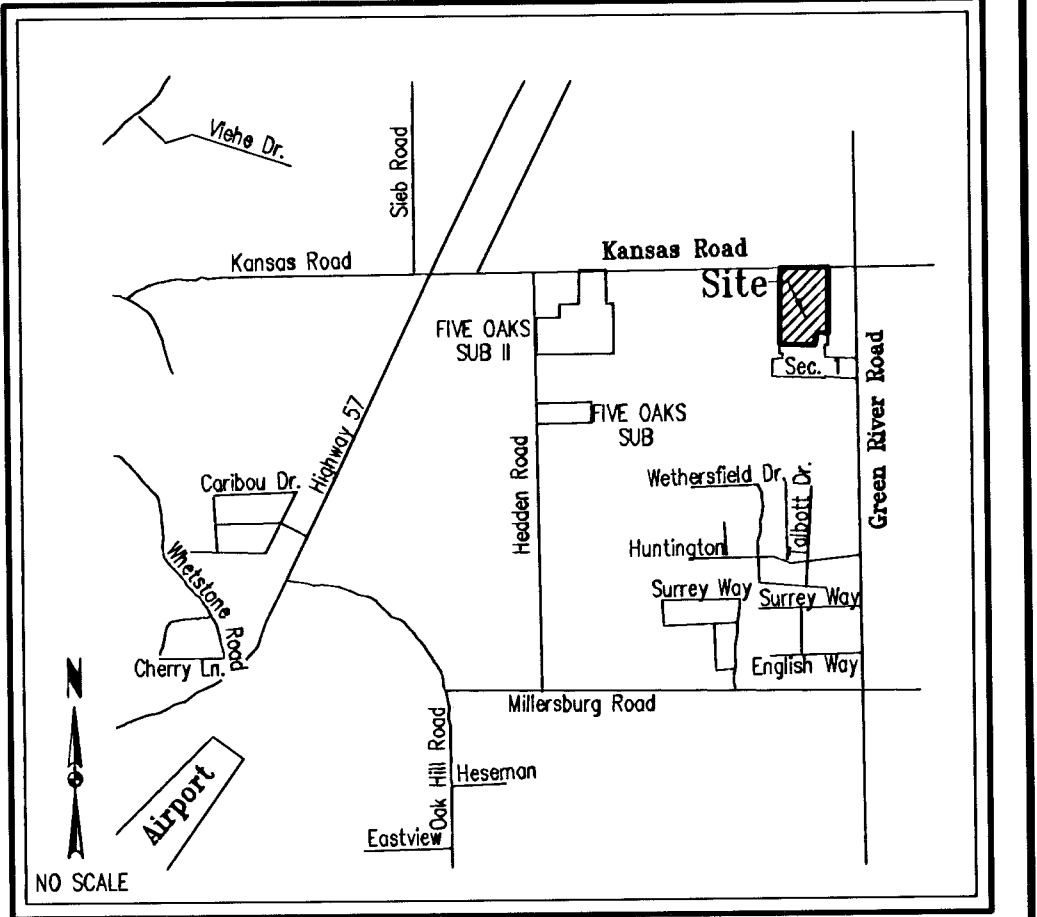 Viehe Dr.
Sieb Road
Kansas Road
Kansas Road
Site
FIVE OAKS
SUB II
Sec. 1
Green River Road
Highway 57
FIVE OAKS
SUB
Hedden Road
Caribou Dr.
Wethersfield Dr.
Talbott Dr.
Huntington
Whetstone Road
Surrey Way
Surrey Way
Cherry Ln.
English Way
N
Millersburg Road
Oak Hill Road
Heseman
Airport
Eastview
NO SCALE